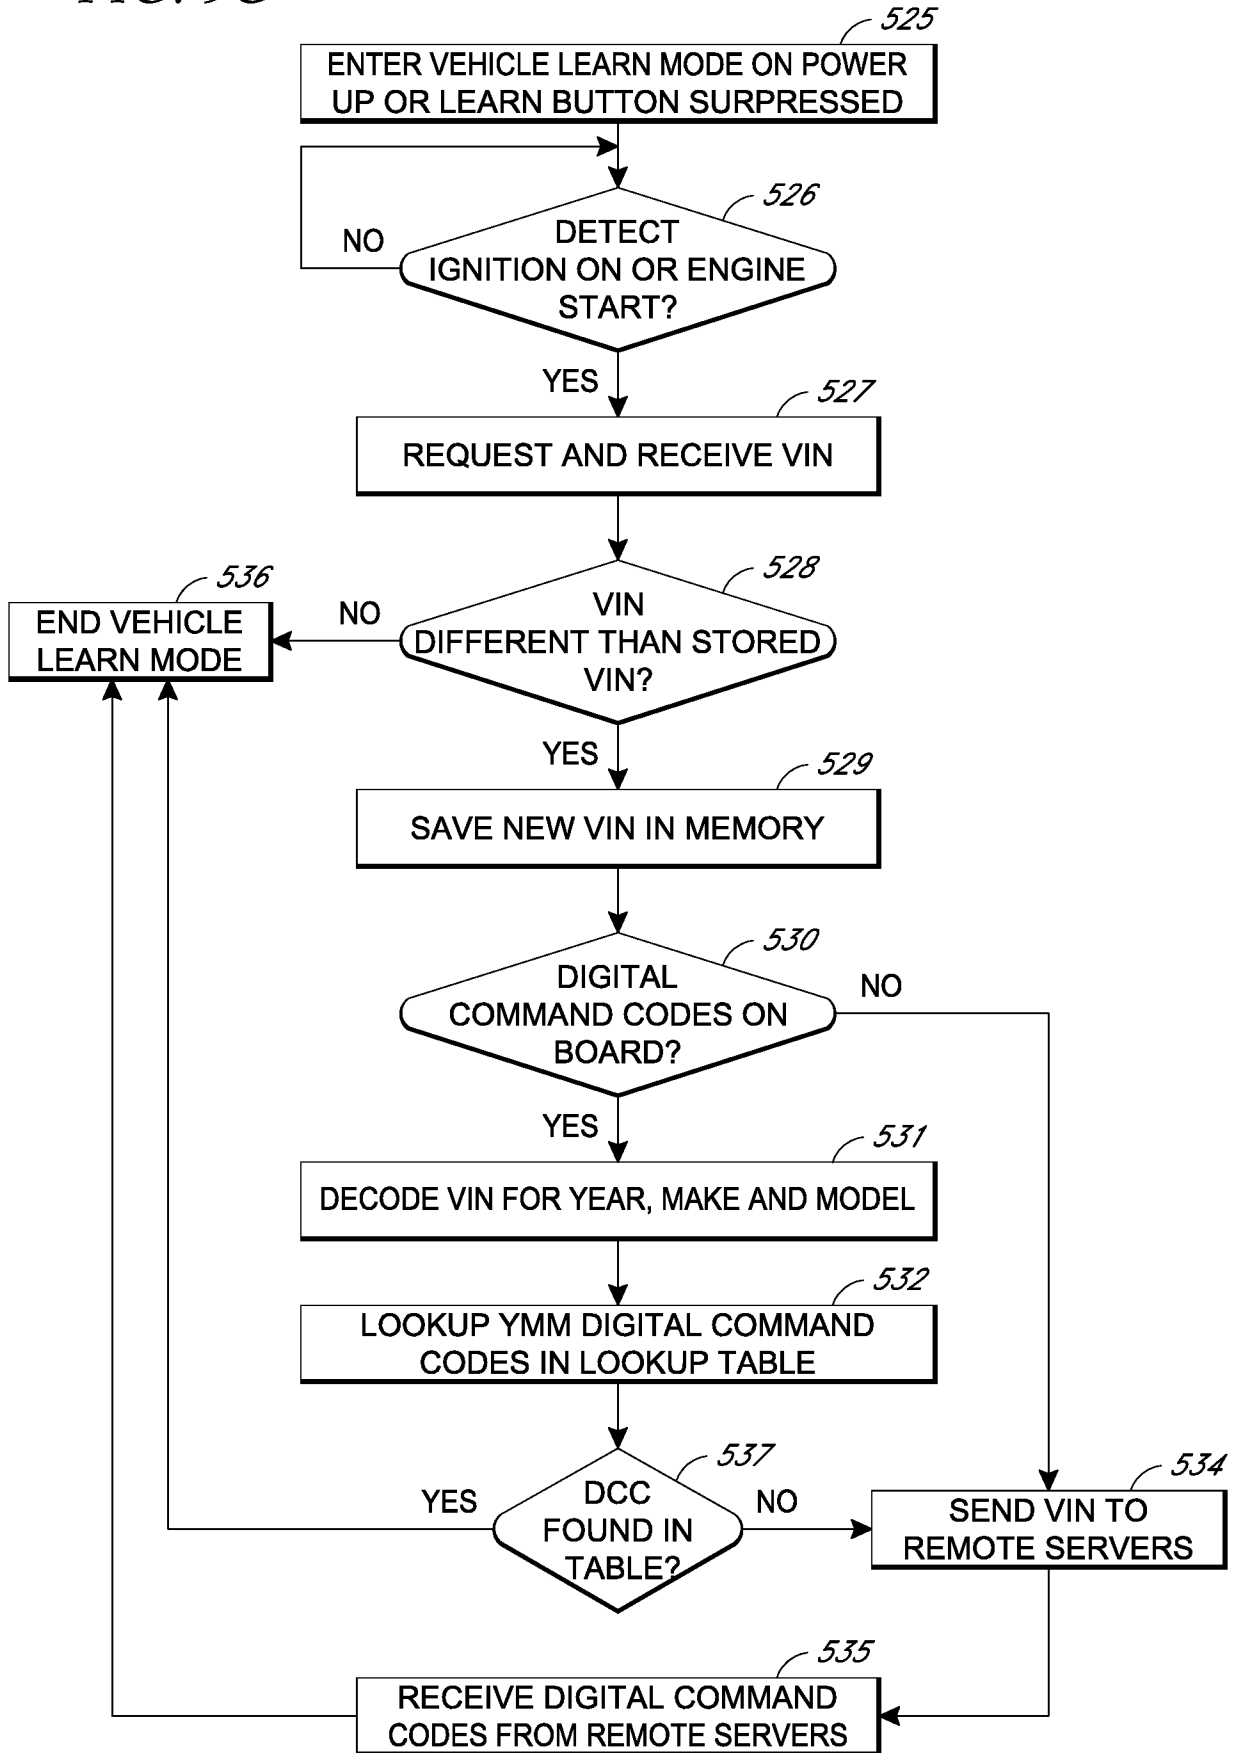 525
ENTER VEHICLE LEARN MODE ON POWER
UP OR LEARN BUTTON SURPRESSED
526
NO
DETECT
IGNITION ON OR ENGINE
START?
YES
527
REQUEST AND RECEIVE VIN
528
536
NO
VIN
DIFFERENT THAN STORED
VIN?
END VEHICLE
LEARN MODE
YES
529
SAVE NEW VIN IN MEMORY
530
NO
DIGITAL
COMMAND CODES ON
BOARD?
YES
531
DECODE VIN FOR YEAR, MAKE AND MODEL
532
LOOKUP YMM DIGITAL COMMAND
CODES IN LOOKUP TABLE
537
YES
DCC
FOUND IN
TABLE?
NO
534
SEND VIN TO
REMOTE SERVERS
535
RECEIVE DIGITAL COMMAND
CODES FROM REMOTE SERVERS